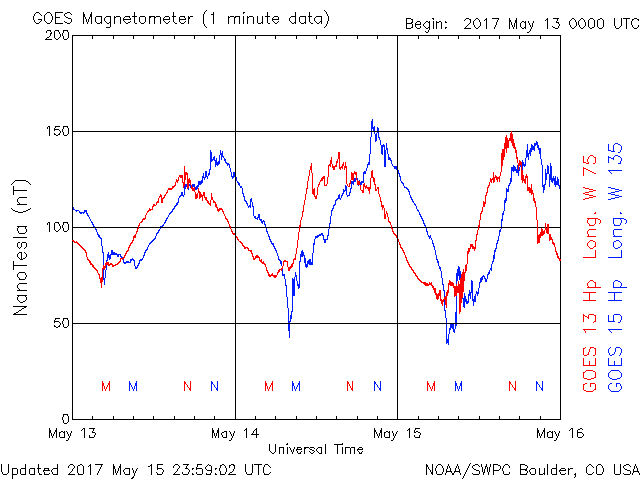 GOES Magnetometer (1 minute data)
Begin: 2017 May 13 0000 UTC
200
150
100
50
0
NanoTesla (nT)
M M N N M M N N M M N N
May 13 May 14 May 15 May 16
Universal Time
GOES 13 Hp Long. W 75
GOES 15 Hp Long. W 135
Updated 2017 May 15 23:59:02 UTC
NOAA/SWPC Boulder, CO USA